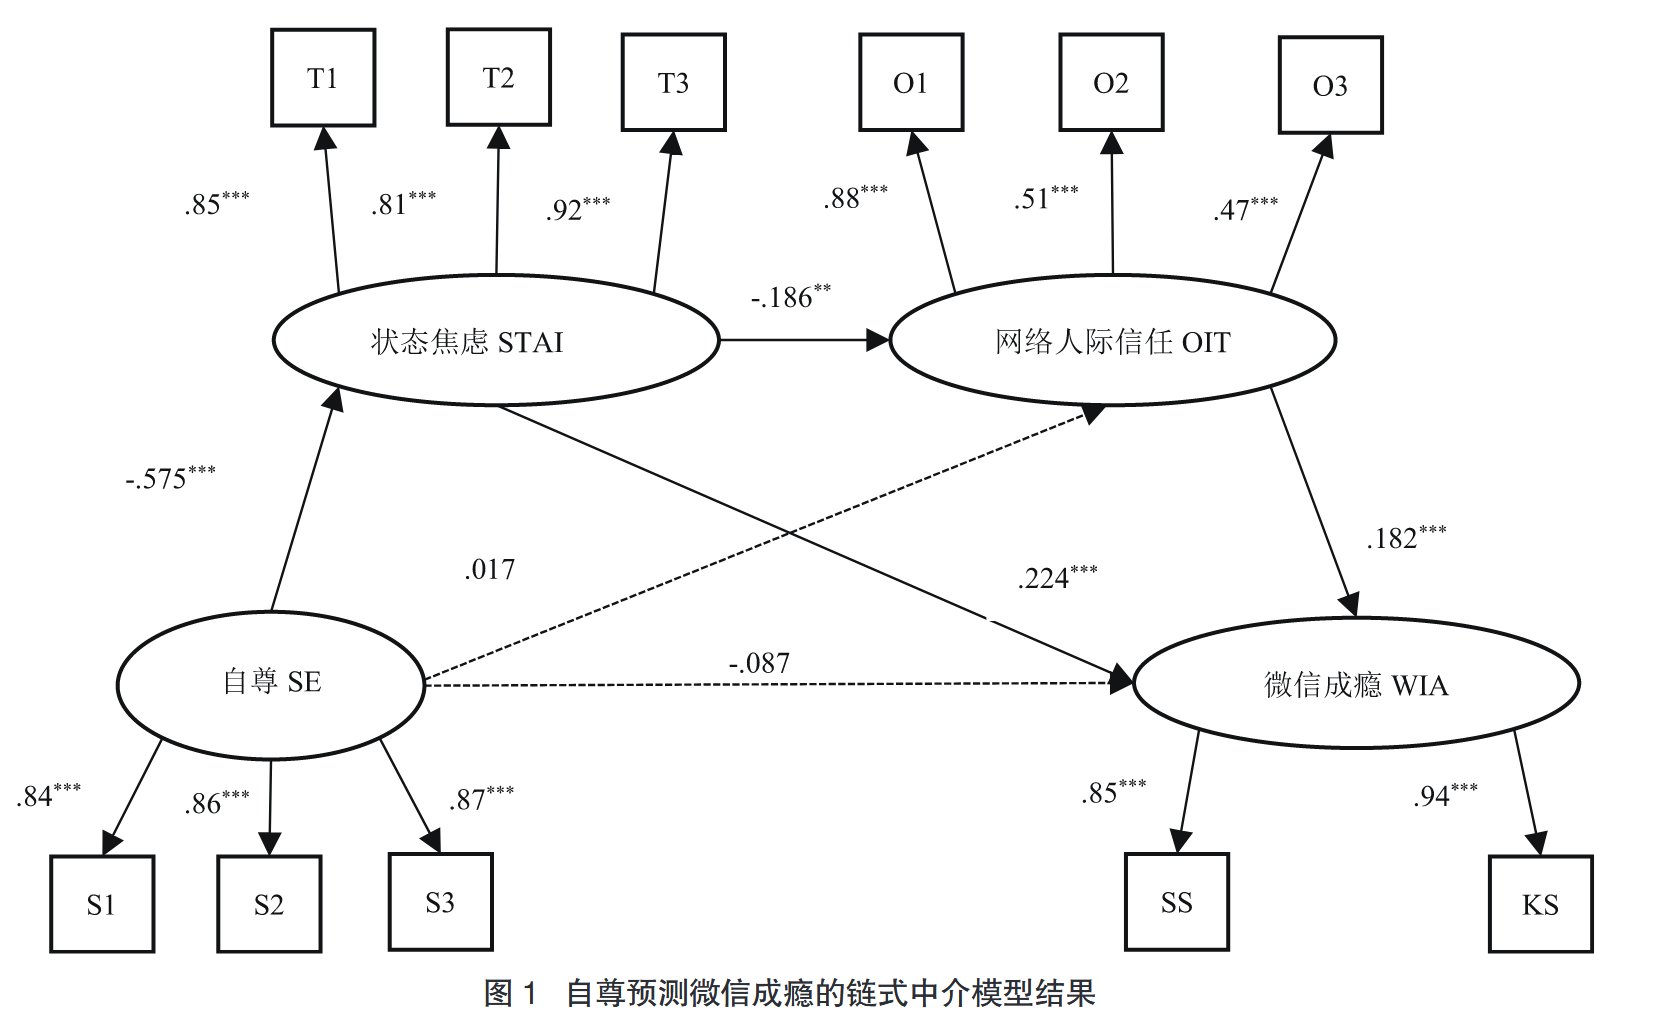 T1
T2
T3
O1
O2
O3
.85***
.81***
.92***
.88***
.51***
.47***
-.186**
状态焦虑 STAI
网络人际信任 OIT
-.575***
.182***
.017
.224***
-.087
自尊 SE
微信成瘾 WIA
.84***
.86***
.87***
.85***
.94***
S1
S2
S3
SS
KS
图 1 自尊预测微信成瘾的链式中介模型结果